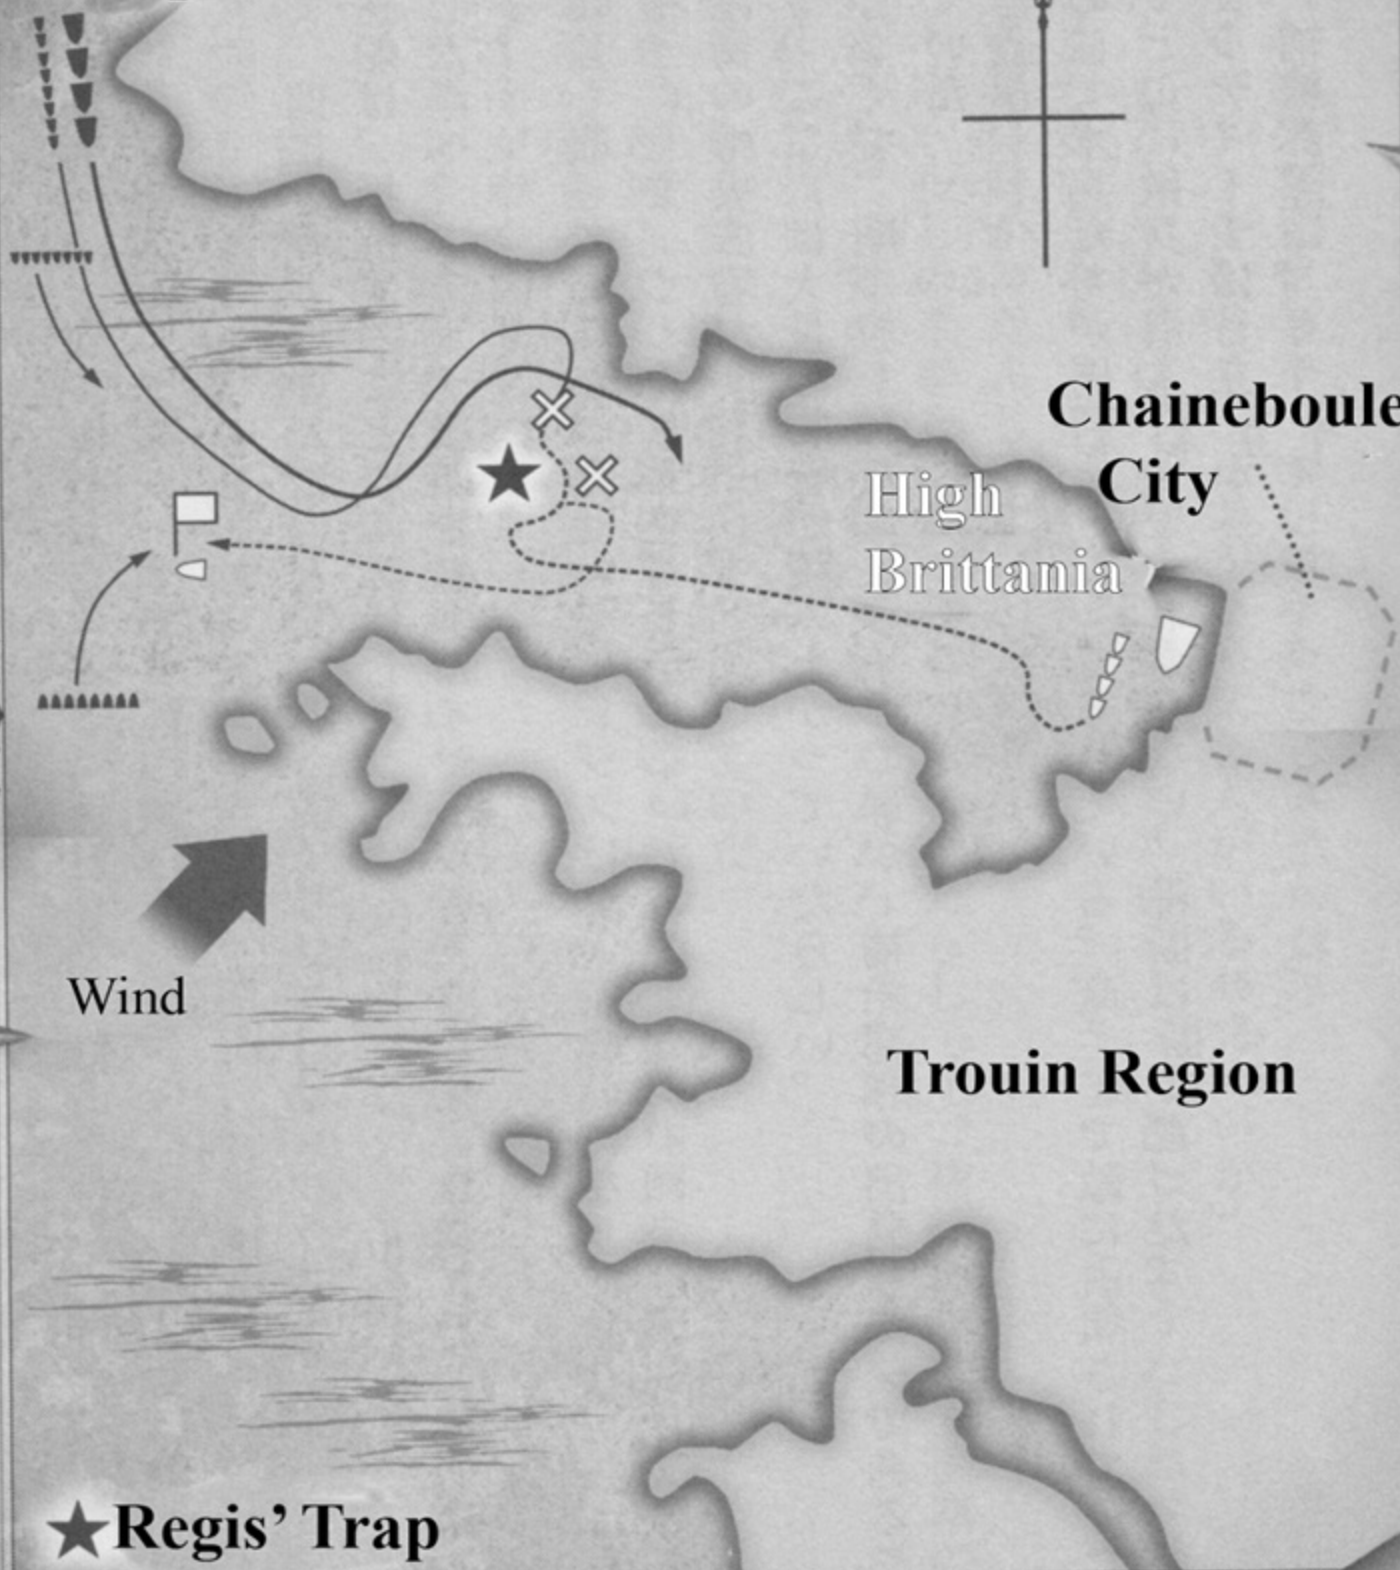 Chaineboule
City
High
Brittania
Wind
Trouin Region
Regis’ Trap